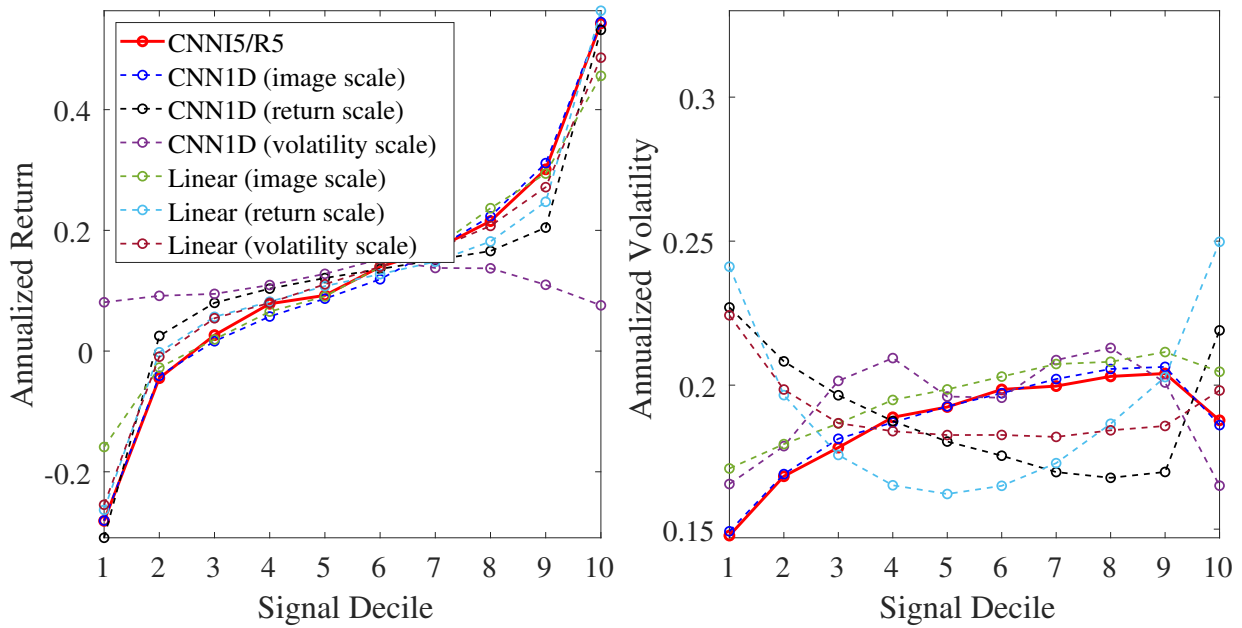 CNNI5/R5
CNN1D (image scale)
CNN1D (return scale)
CNN1D (volatility scale)
Linear (image scale)
Linear (return scale)
Linear (volatility scale)
Annualized Return
0.4
0.2
0
-0.2
1 2 3 4 5 6 7 8 9 10
Signal Decile
Annualized Volatility
0.3
0.25
0.2
0.15
1 2 3 4 5 6 7 8 9 10
Signal Decile